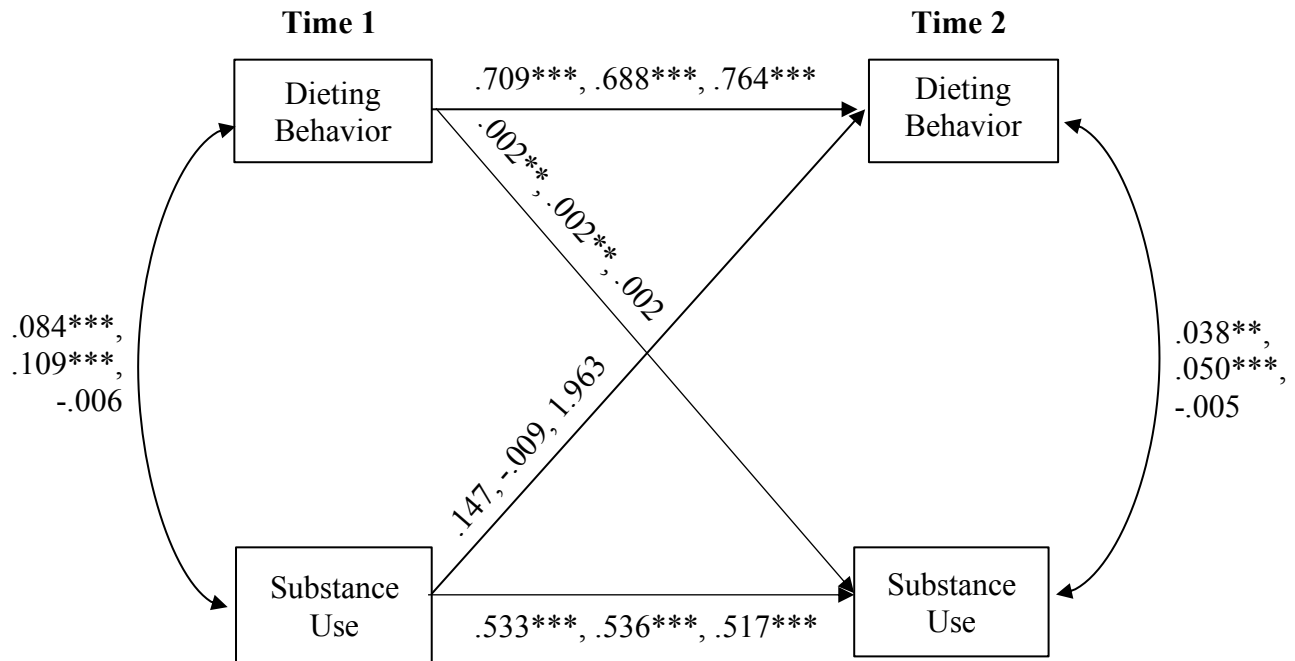 Time 1
Time 2
Dieting
Behavior
.709***, .688***, .764***
Dieting
Behavior
.002**, .002**, .002
.084***,
.109***,
-.006
.038**,
.050***,
-.005
.147, -.009, 1.963
Substance
Use
.533***, .536***, .517***
Substance
Use